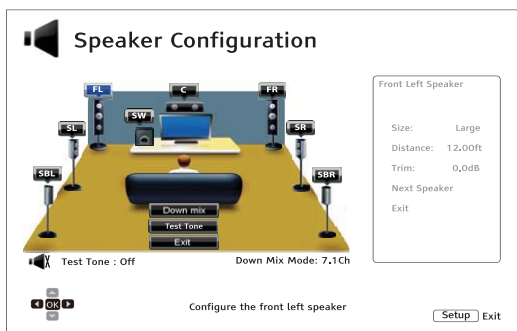 Speaker Configuration
FL
C
FR
SW
SL
SR
SBL
SBR
Down mix
Test Tone
Exit
Test Tone : Off
Down Mix Mode: 7.1Ch
Front Left Speaker
Size: Large
Distance: 12.00ft
Trim: 0.0dB
Next Speaker
Exit
OK
Configure the front left speaker
Setup Exit